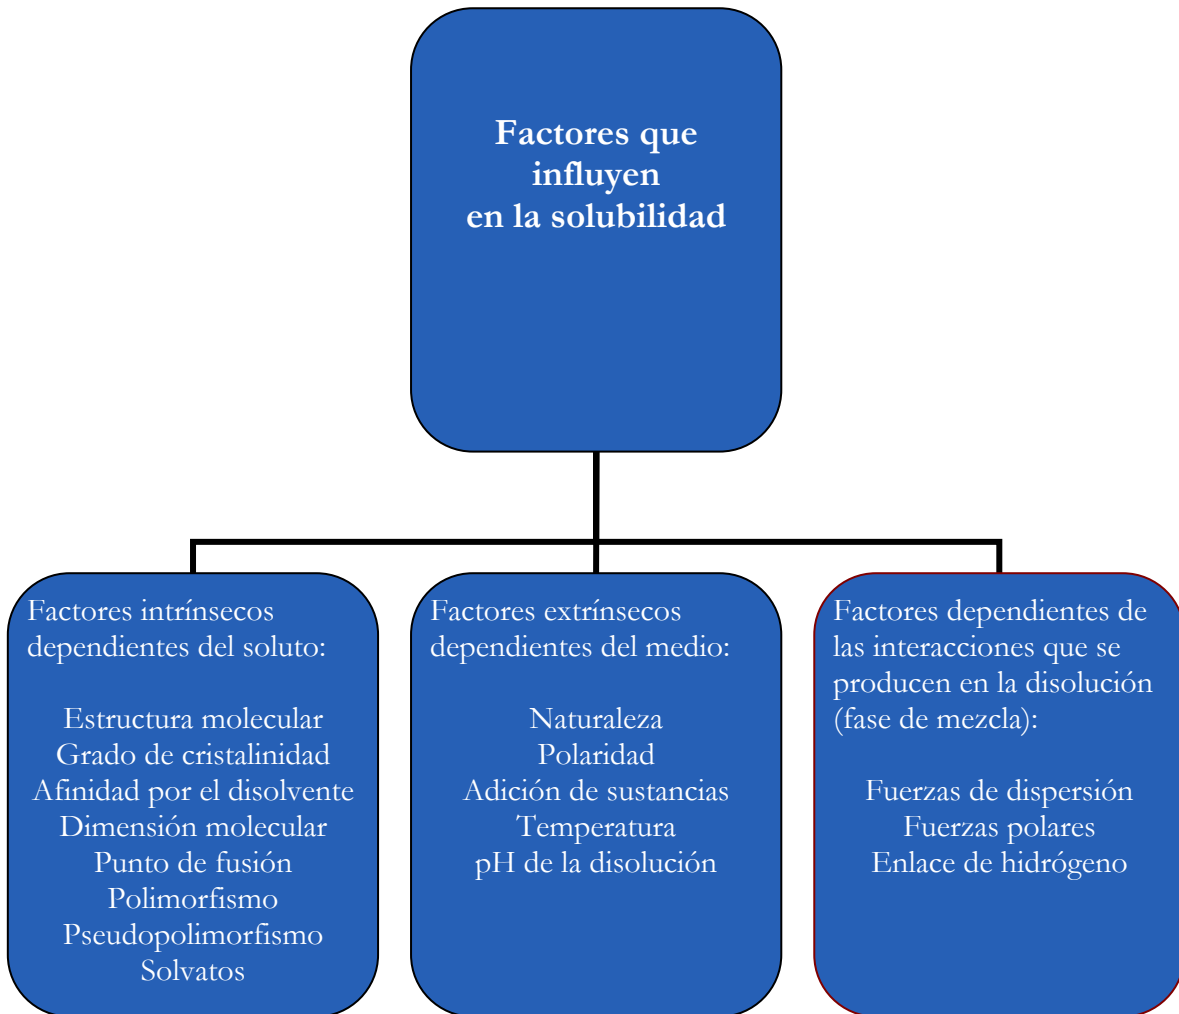 Factores que
influyen
en la solubilidad
Factores intrínsecos
dependientes del soluto:
Estructura molecular
Grado de cristalinidad
Afinidad por el disolvente
Dimensión molecular
Punto de fusión
Polimorfismo
Pseudopolimorfismo
Solvatos
Factores extrínsecos
dependientes del medio:
Naturaleza
Polaridad
Adición de sustancias
Temperatura
pH de la disolución
Factores dependientes de
las interacciones que se
producen en la disolución
(fase de mezcla):
Fuerzas de dispersión
Fuerzas polares
Enlace de hidrógeno